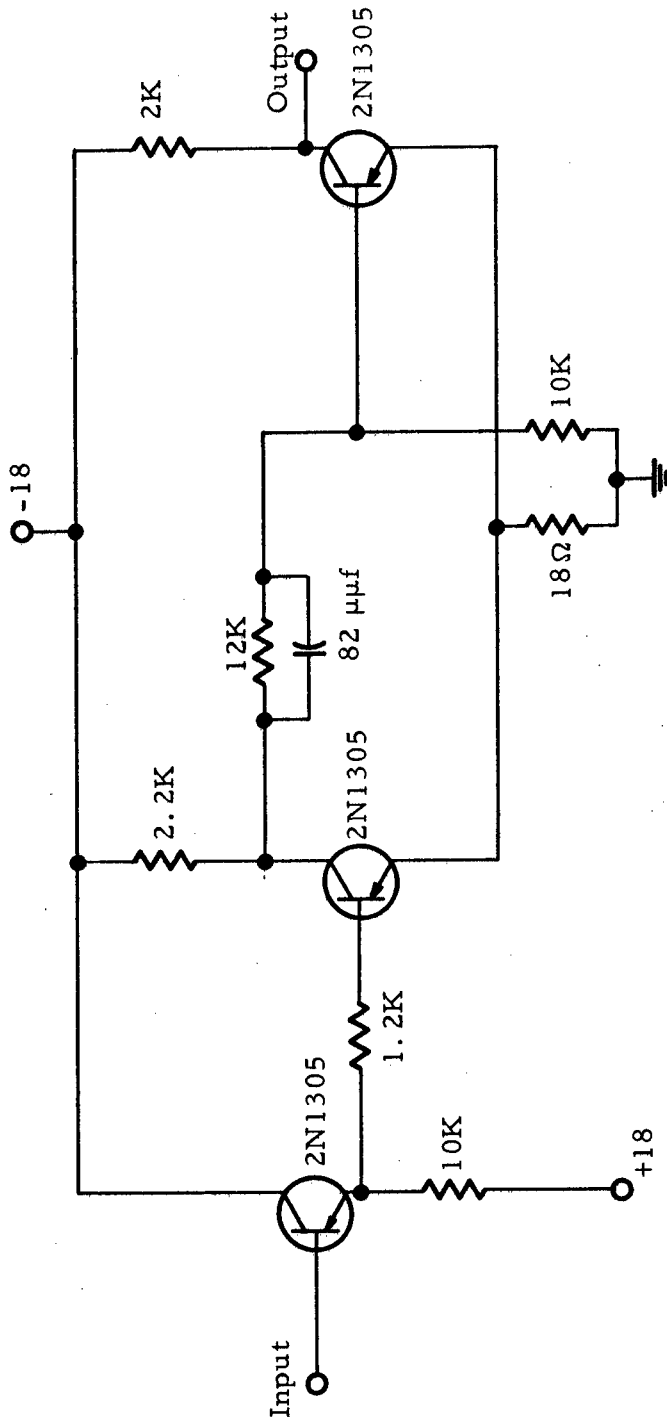 -18
2.2K
12K
82 μμf
2K
Output
2N1305
2N1305
2N1305
Input
1.2K
10K
+18
18Ω
10K